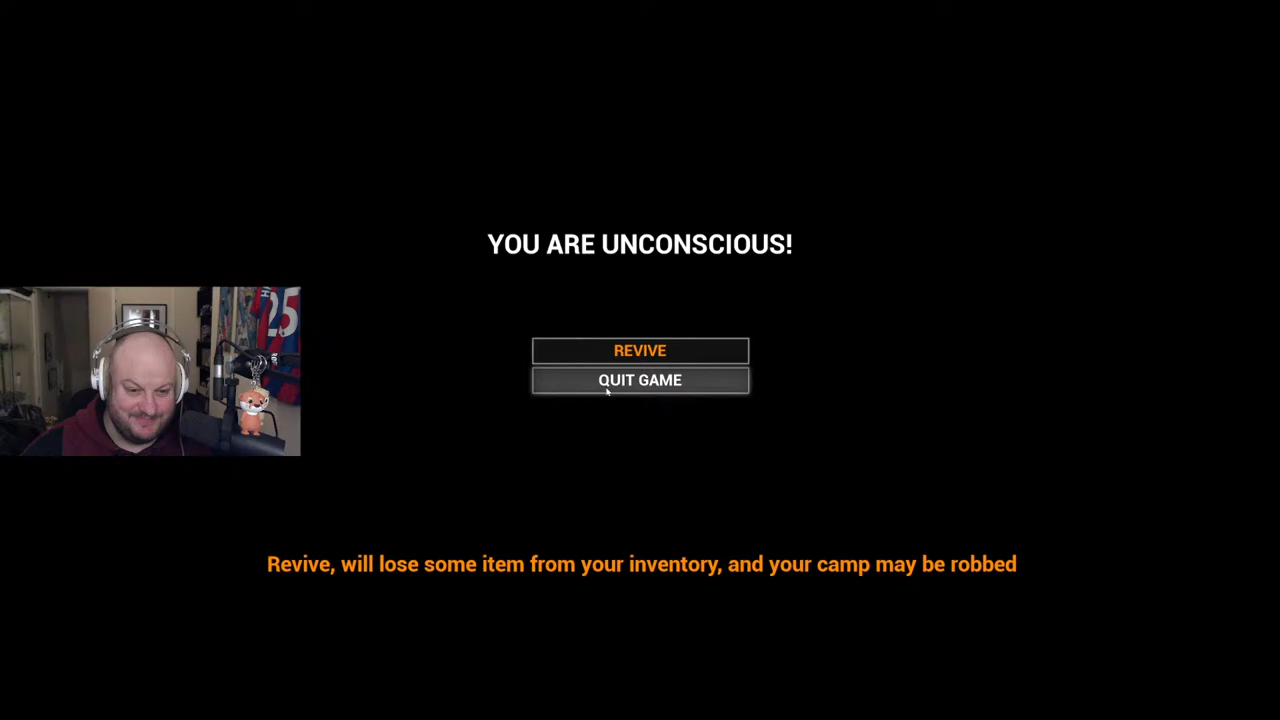 YOU ARE UNCONSCIOUS!
25
REVIVE
QUIT GAME
Revive, will lose some item from your inventory, and your camp may be robbed